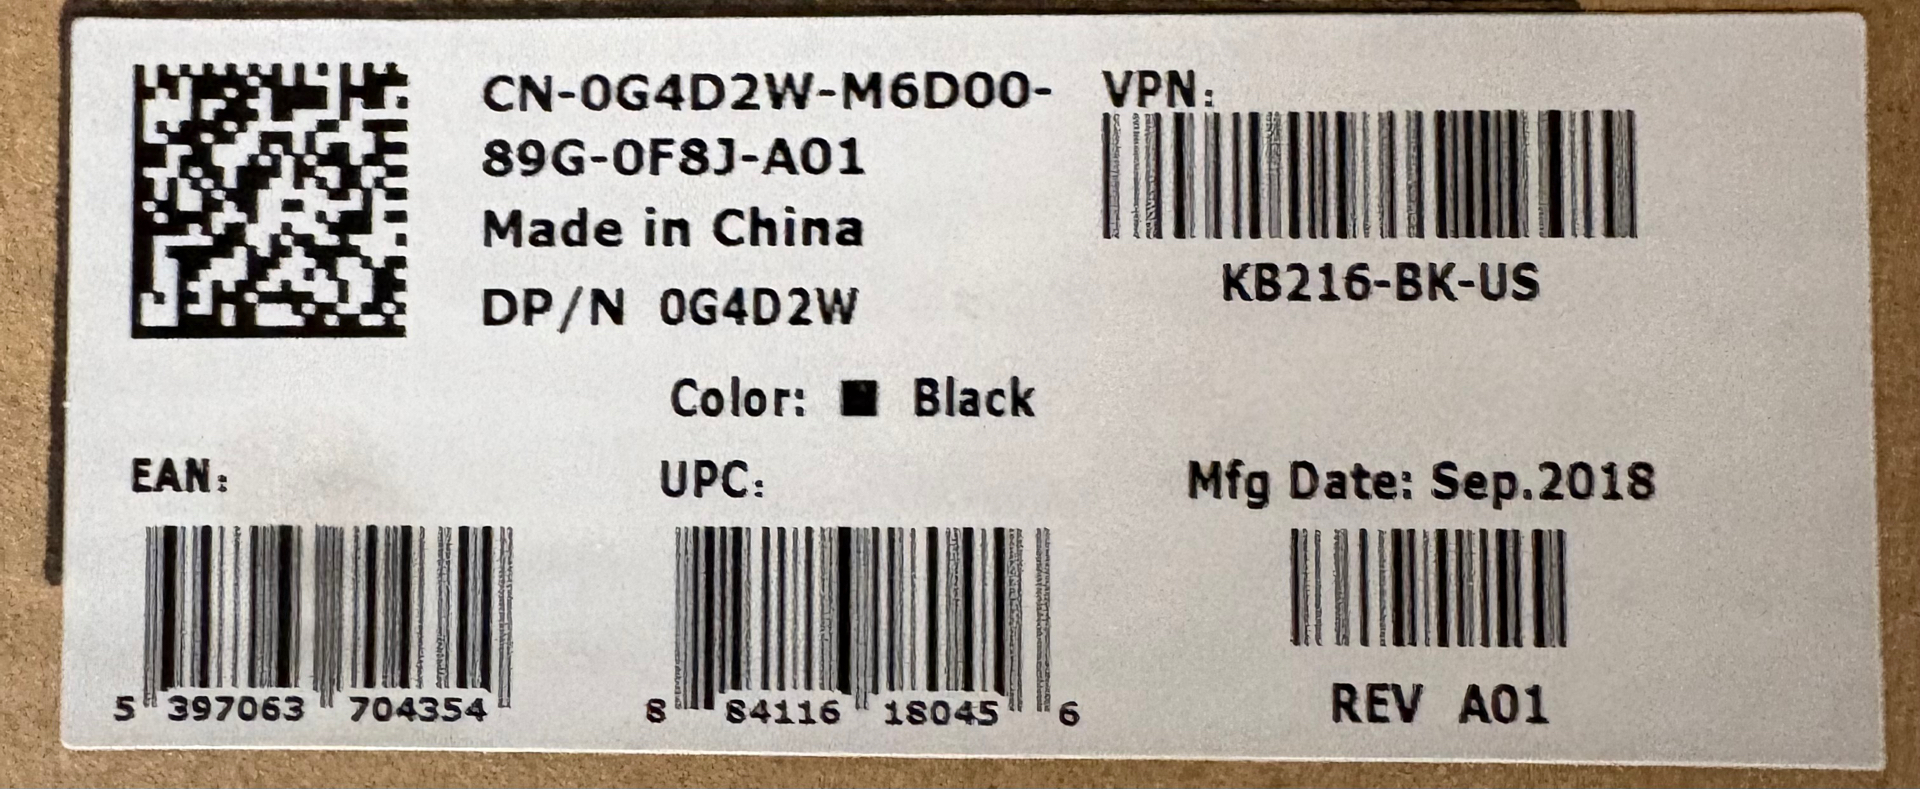 CN-0G4D2W-M6D00-
89G-0F8J-A01
Made in China
DP/N 0G4D2W
VPN:
KB216-BK-US
Color: ■ Black
EAN:
5 397063 704354
UPC:
8 84116 18045 6
Mfg Date: Sep.2018
REV A01